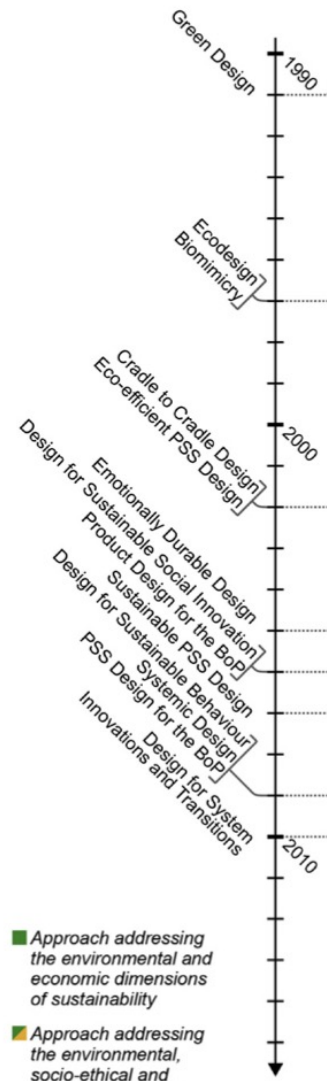 Green Design
1990
Ecodesign
Biomimicry
Cradle to Cradle Design
2000
Eco-efficient PSS Design
Emotionally Durable Design
Design for Sustainable Social Innovation
Product Design for the BoP
Sustainable PSS Design
Design for Sustainable Behaviour
Systemic Design
PSS Design for the BoP
Design for System
Innovations and Transitions
2010
Approach addressing
the environmental and
economic dimensions
of sustainability
Approach addressing
the environmental,
socio-ethical and